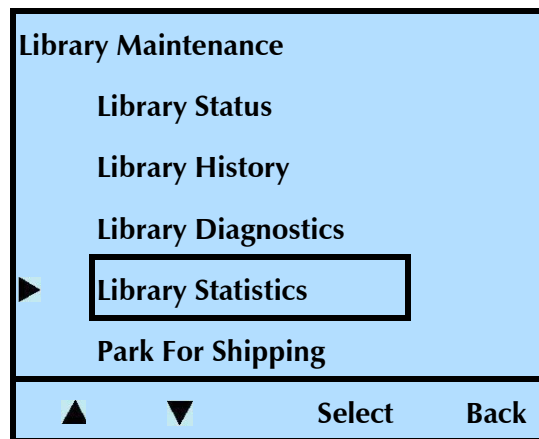 Library Maintenance
Library Status
Library History
Library Diagnostics
Library Statistics
Park For Shipping
Select Back